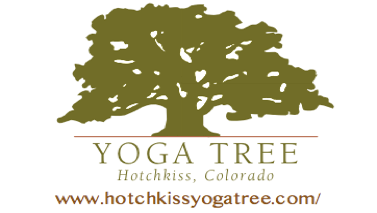 YOGA TREE
Hotchkiss, Colorado
www.hotchkissyogatree.com/